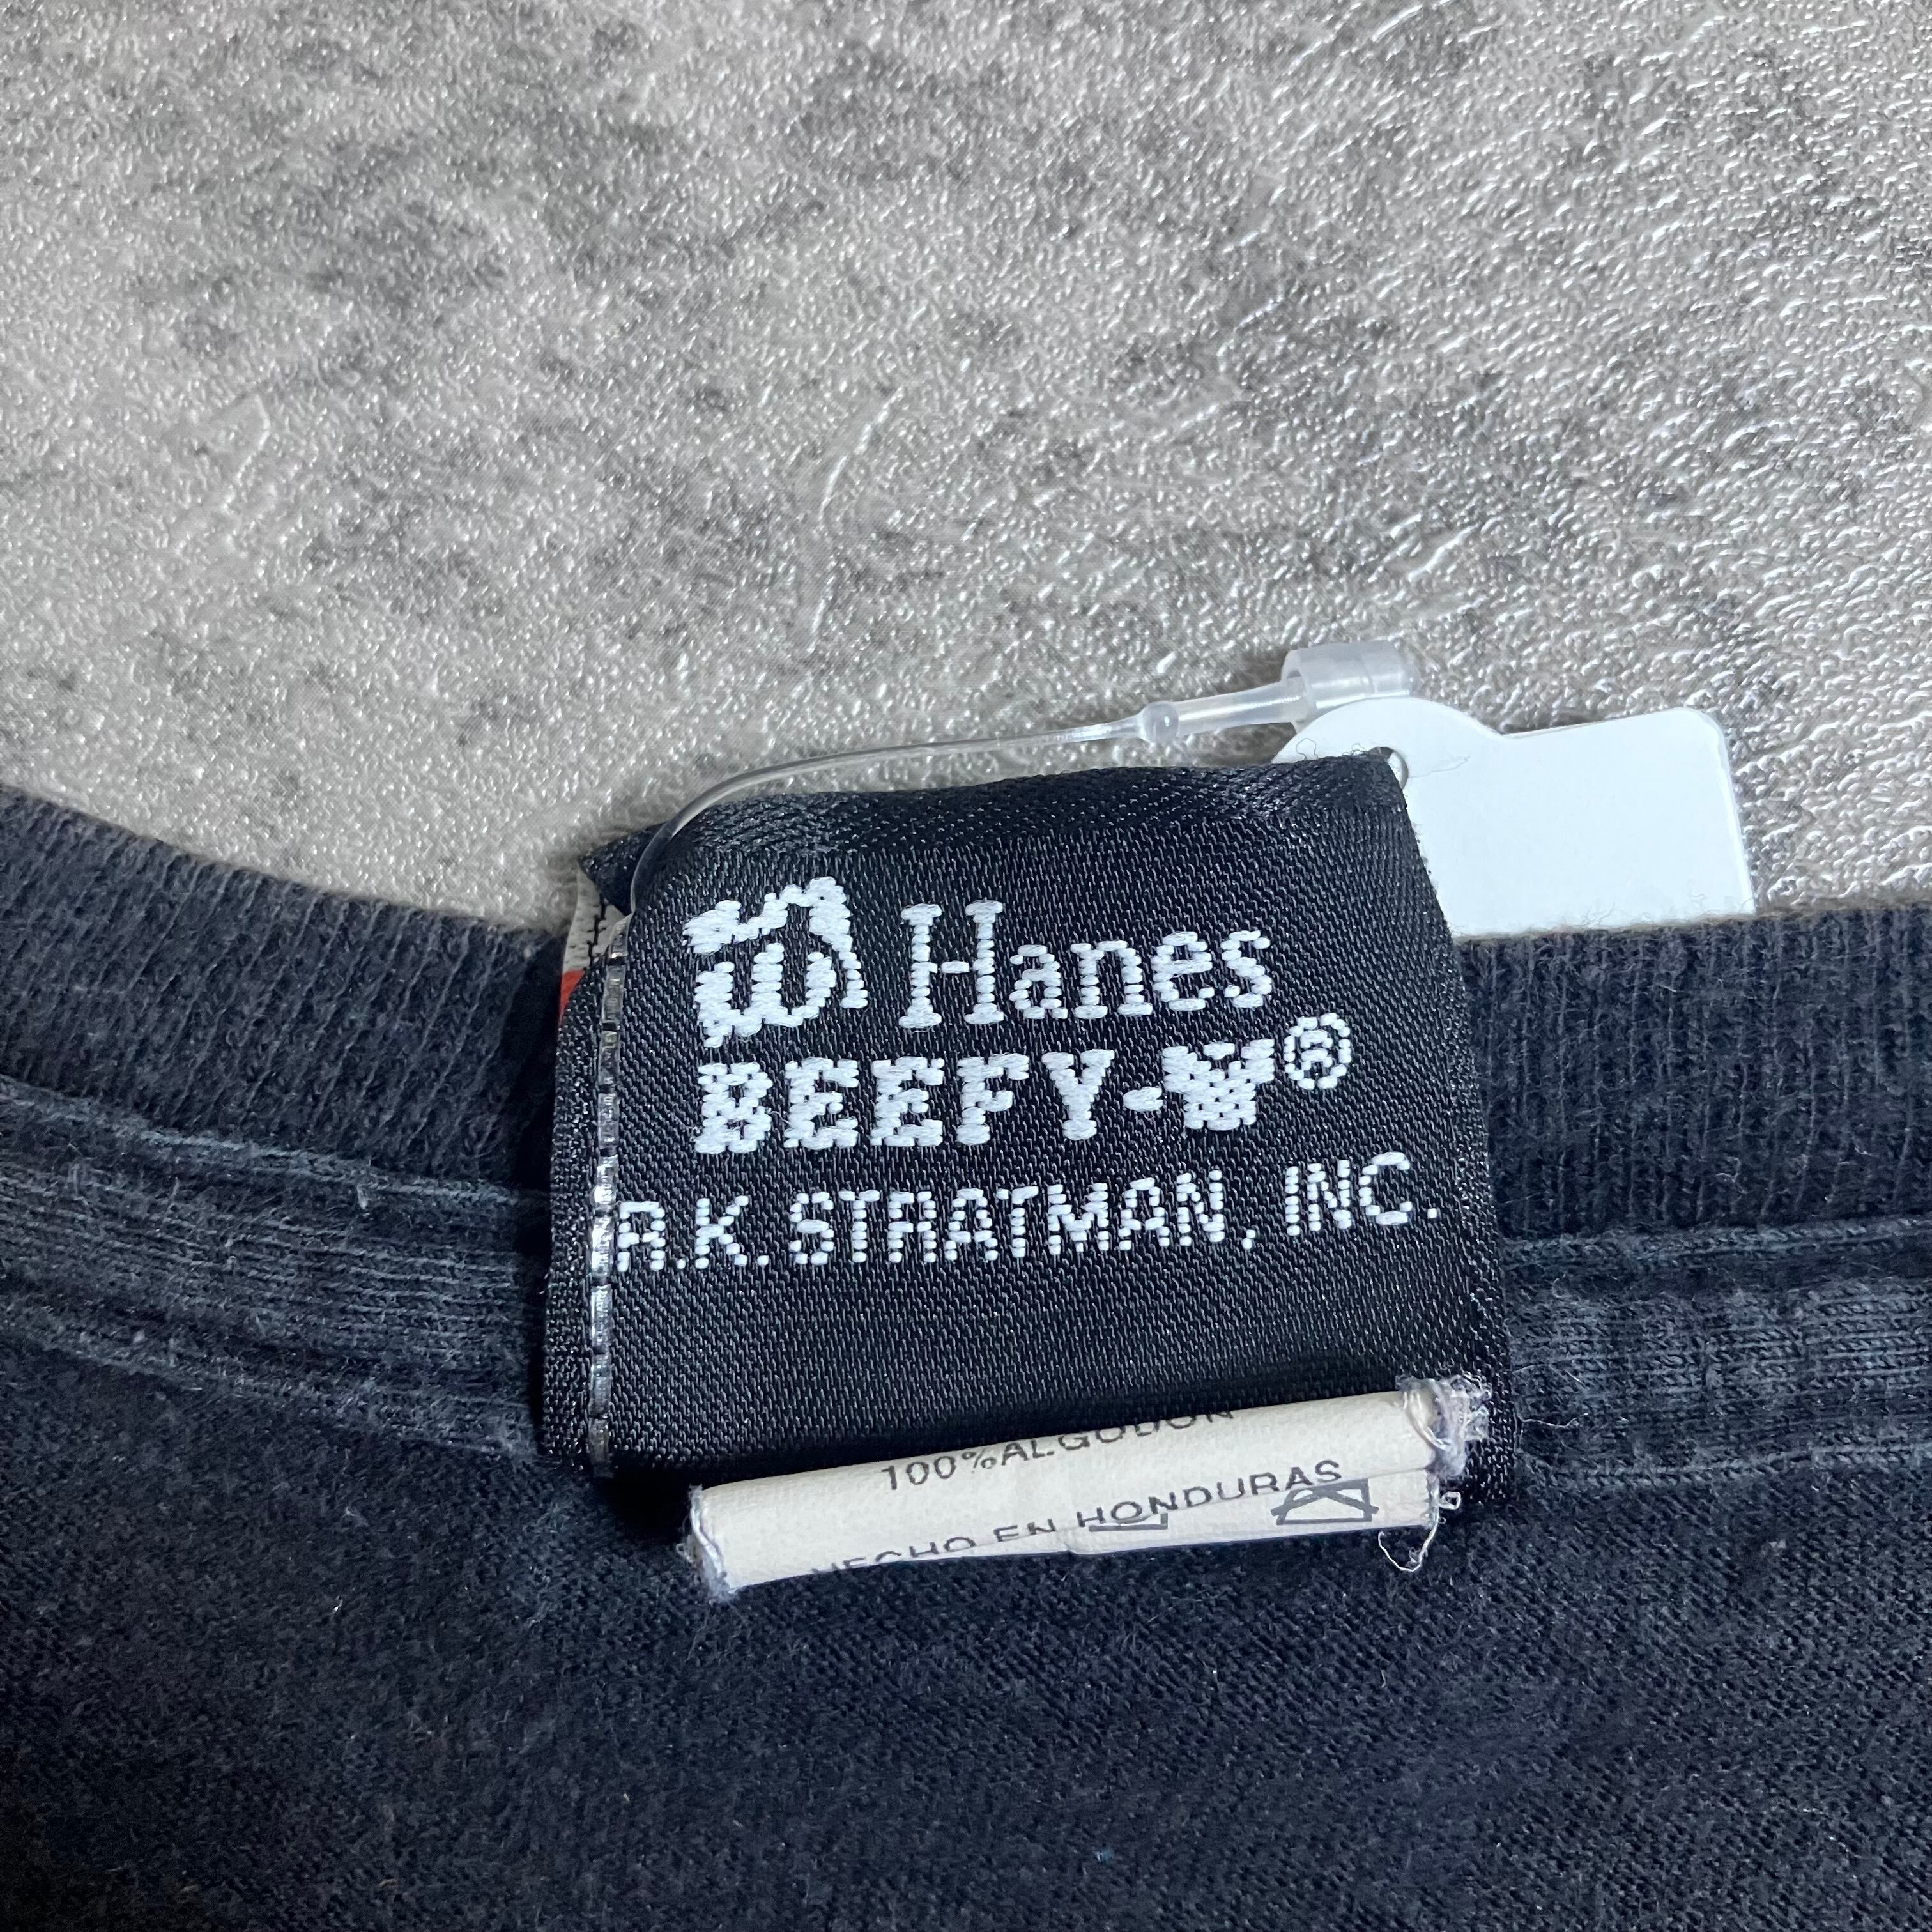 Hanes
BEEFY-T®
A.K. STRATMAN, INC.
100% ALGODON
HECHO EN HONDURAS